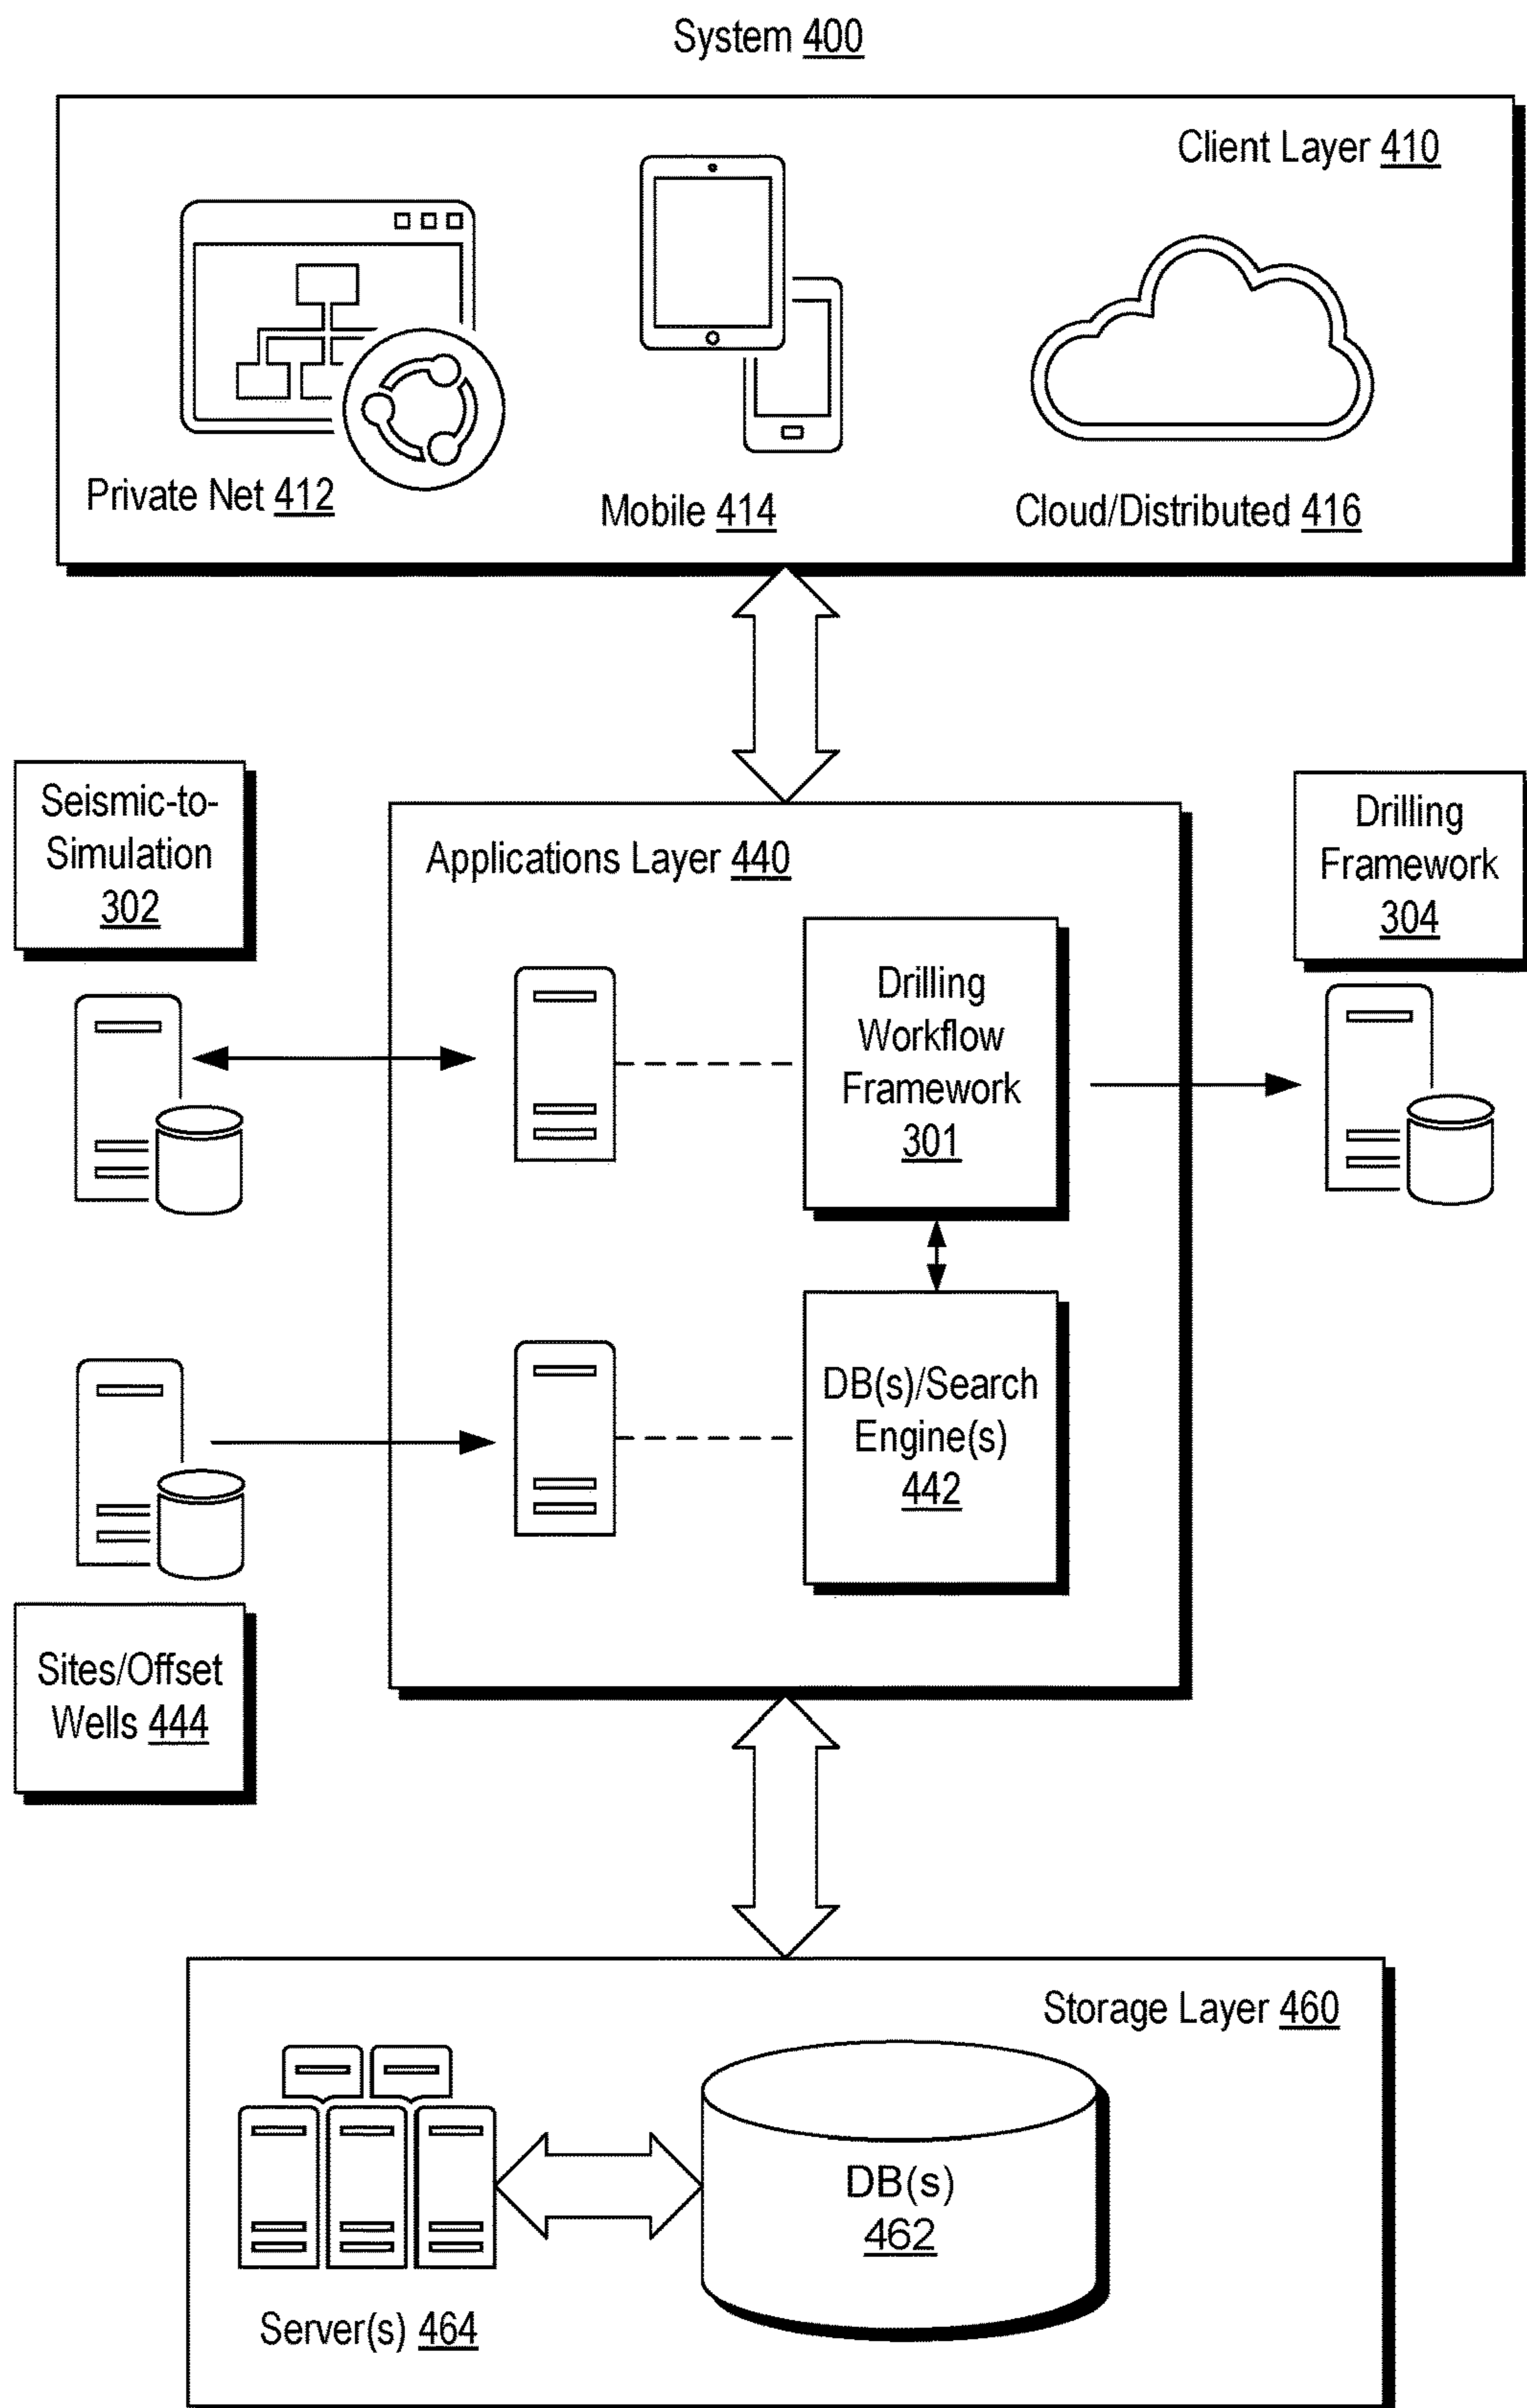 System 400
Client Layer 410
Private Net 412
Mobile 414
Cloud/Distributed 416
Seismic-to-
Simulation
302
Applications Layer 440
Drilling
Workflow
Framework
301
Drilling
Framework
304
DB(s)/Search
Engine(s)
442
Sites/Offset
Wells 444
Storage Layer 460
DB(s)
462
Server(s) 464